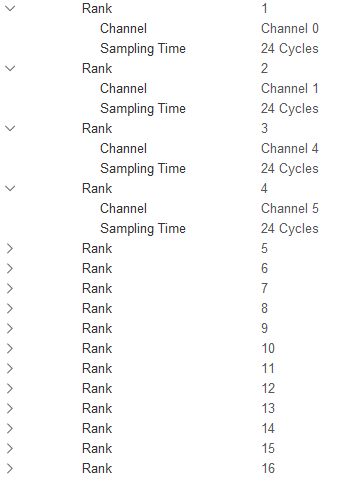 Rank 1
Channel Channel 0
Sampling Time 24 Cycles
Rank 2
Channel Channel 1
Sampling Time 24 Cycles
Rank 3
Channel Channel 4
Sampling Time 24 Cycles
Rank 4
Channel Channel 5
Sampling Time 24 Cycles
Rank 5
Rank 6
Rank 7
Rank 8
Rank 9
Rank 10
Rank 11
Rank 12
Rank 13
Rank 14
Rank 15
Rank 16